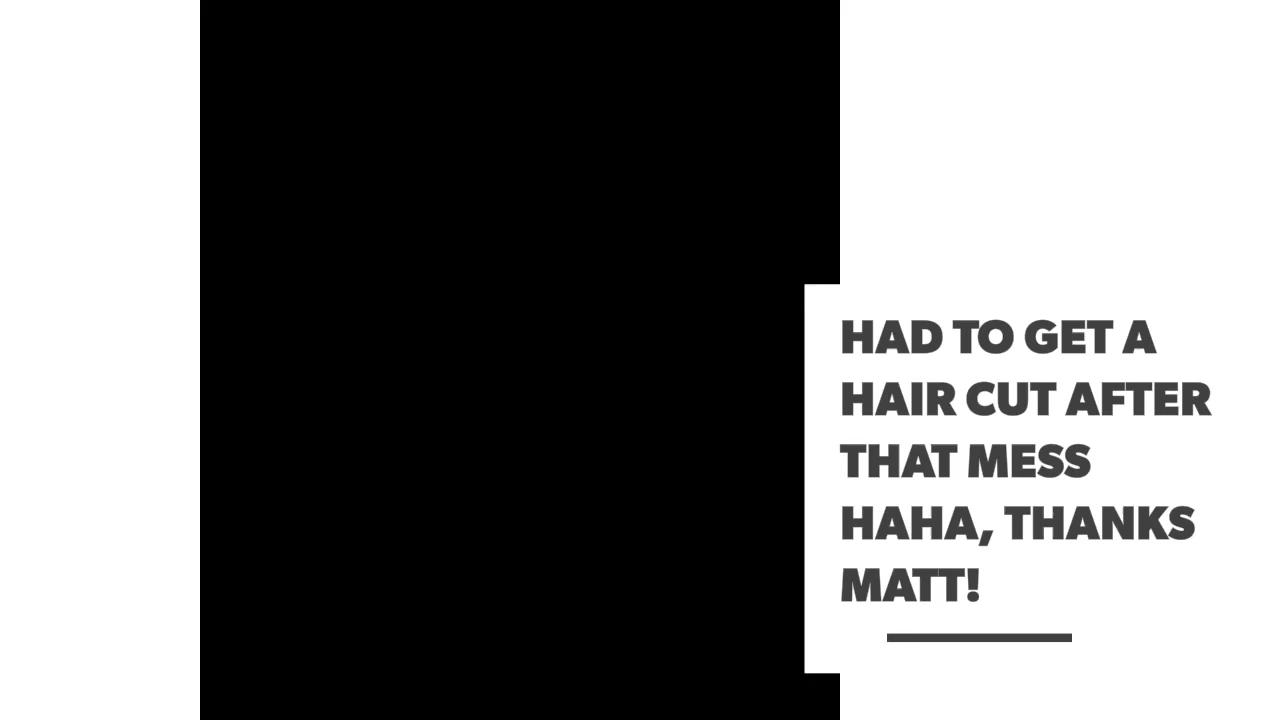 HAD TO GET A
HAIR CUT AFTER
THAT MESS
HAHA, THANKS
MATT!